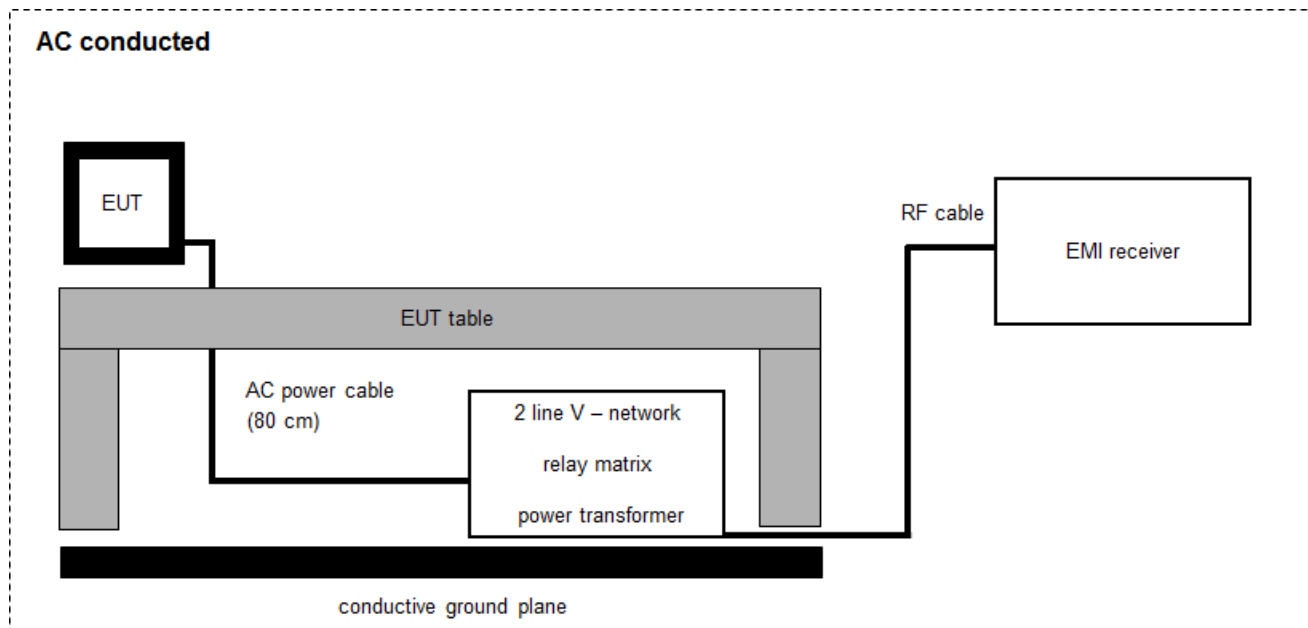 AC conducted
EUT
RF cable
EMI receiver
EUT table
AC power cable
(80 cm)
2 line V – network
relay matrix
power transformer
conductive ground plane